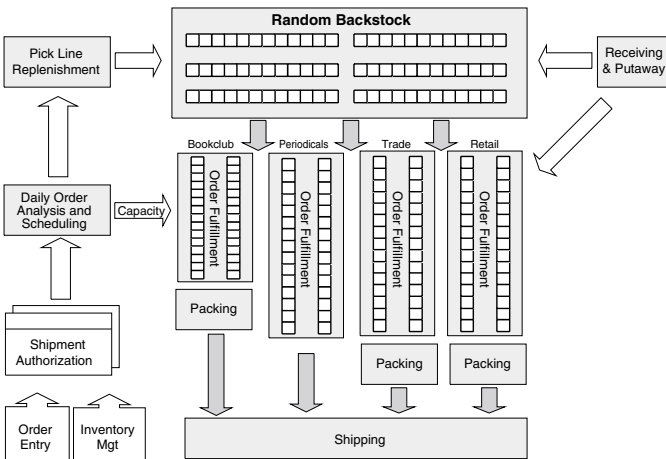 Random Backstock
Pick Line
Replenishment
Receiving
& Putaway
Bookclub
Periodicals
Trade
Retail
Order Fulfillment
Order Fulfillment
Order Fulfillment
Order Fulfillment
Daily Order
Analysis and
Scheduling
Capacity
Packing
Shipment
Authorization
Packing
Packing
Order
Entry
Inventory
Mgt
Shipping